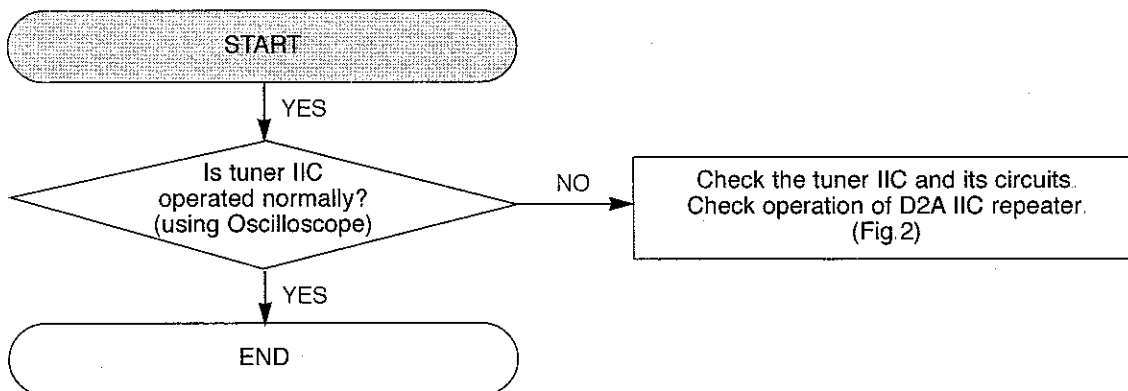 START
YES
Is tuner IIC
operated normally?
(using Oscilloscope)
NO
Check the tuner IIC and its circuits.
Check operation of D2A IIC repeater.
(Fig.2)
YES
END